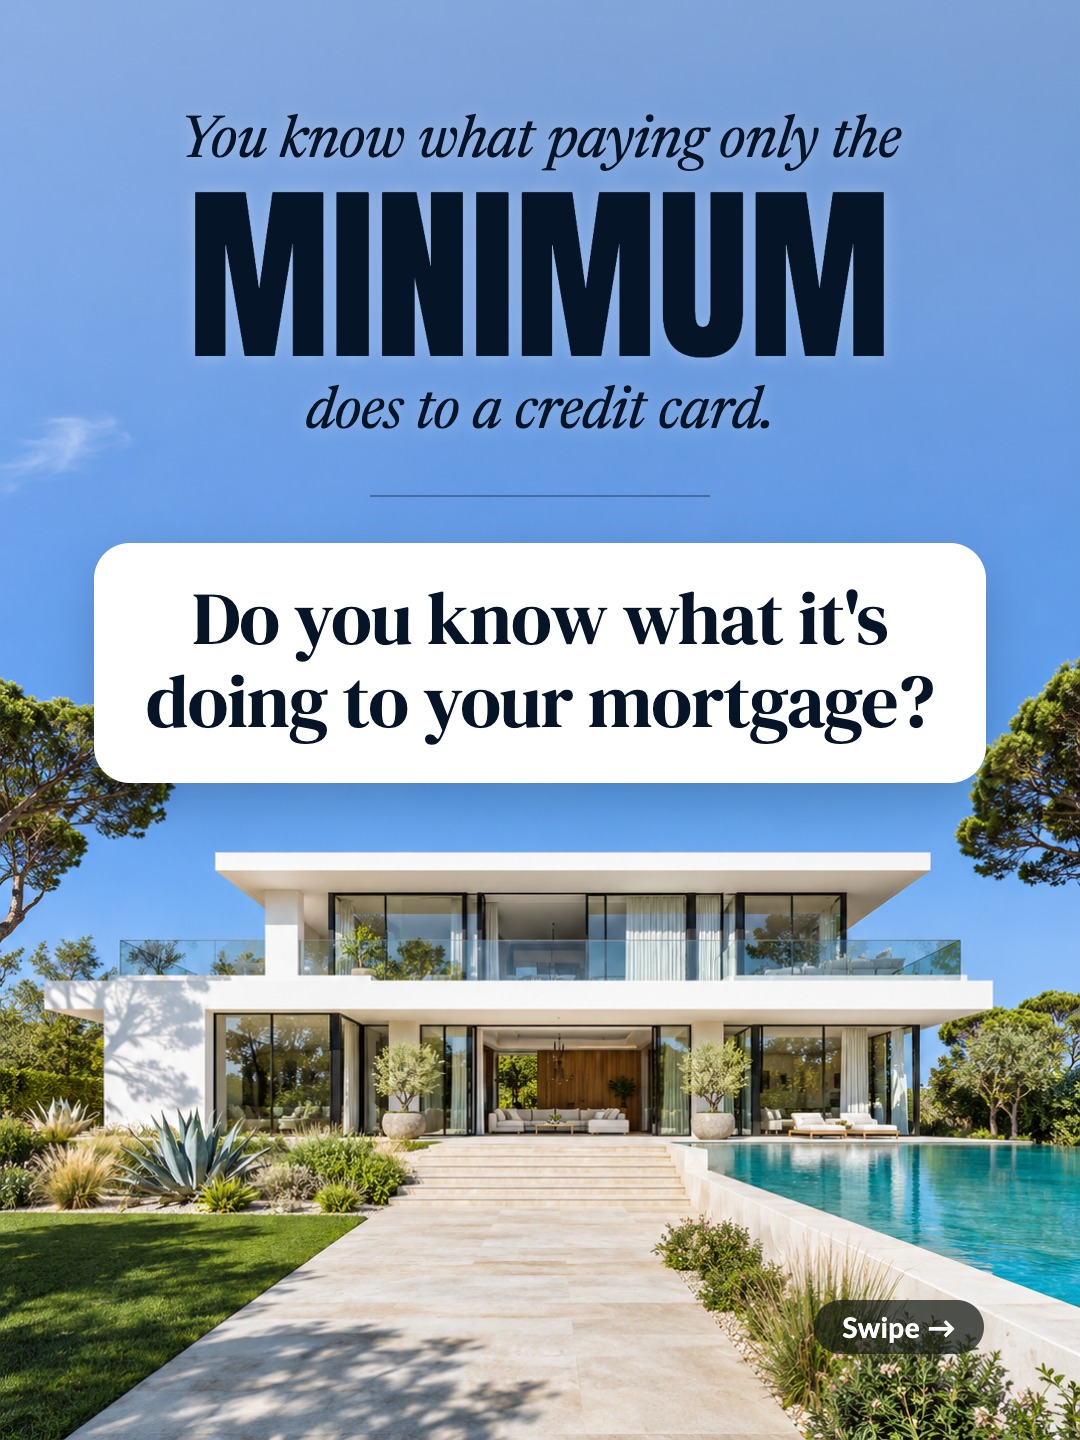 You know what paying only the
MINIMUM
does to a credit card.
Do you know what it's
doing to your mortgage?
Swipe →